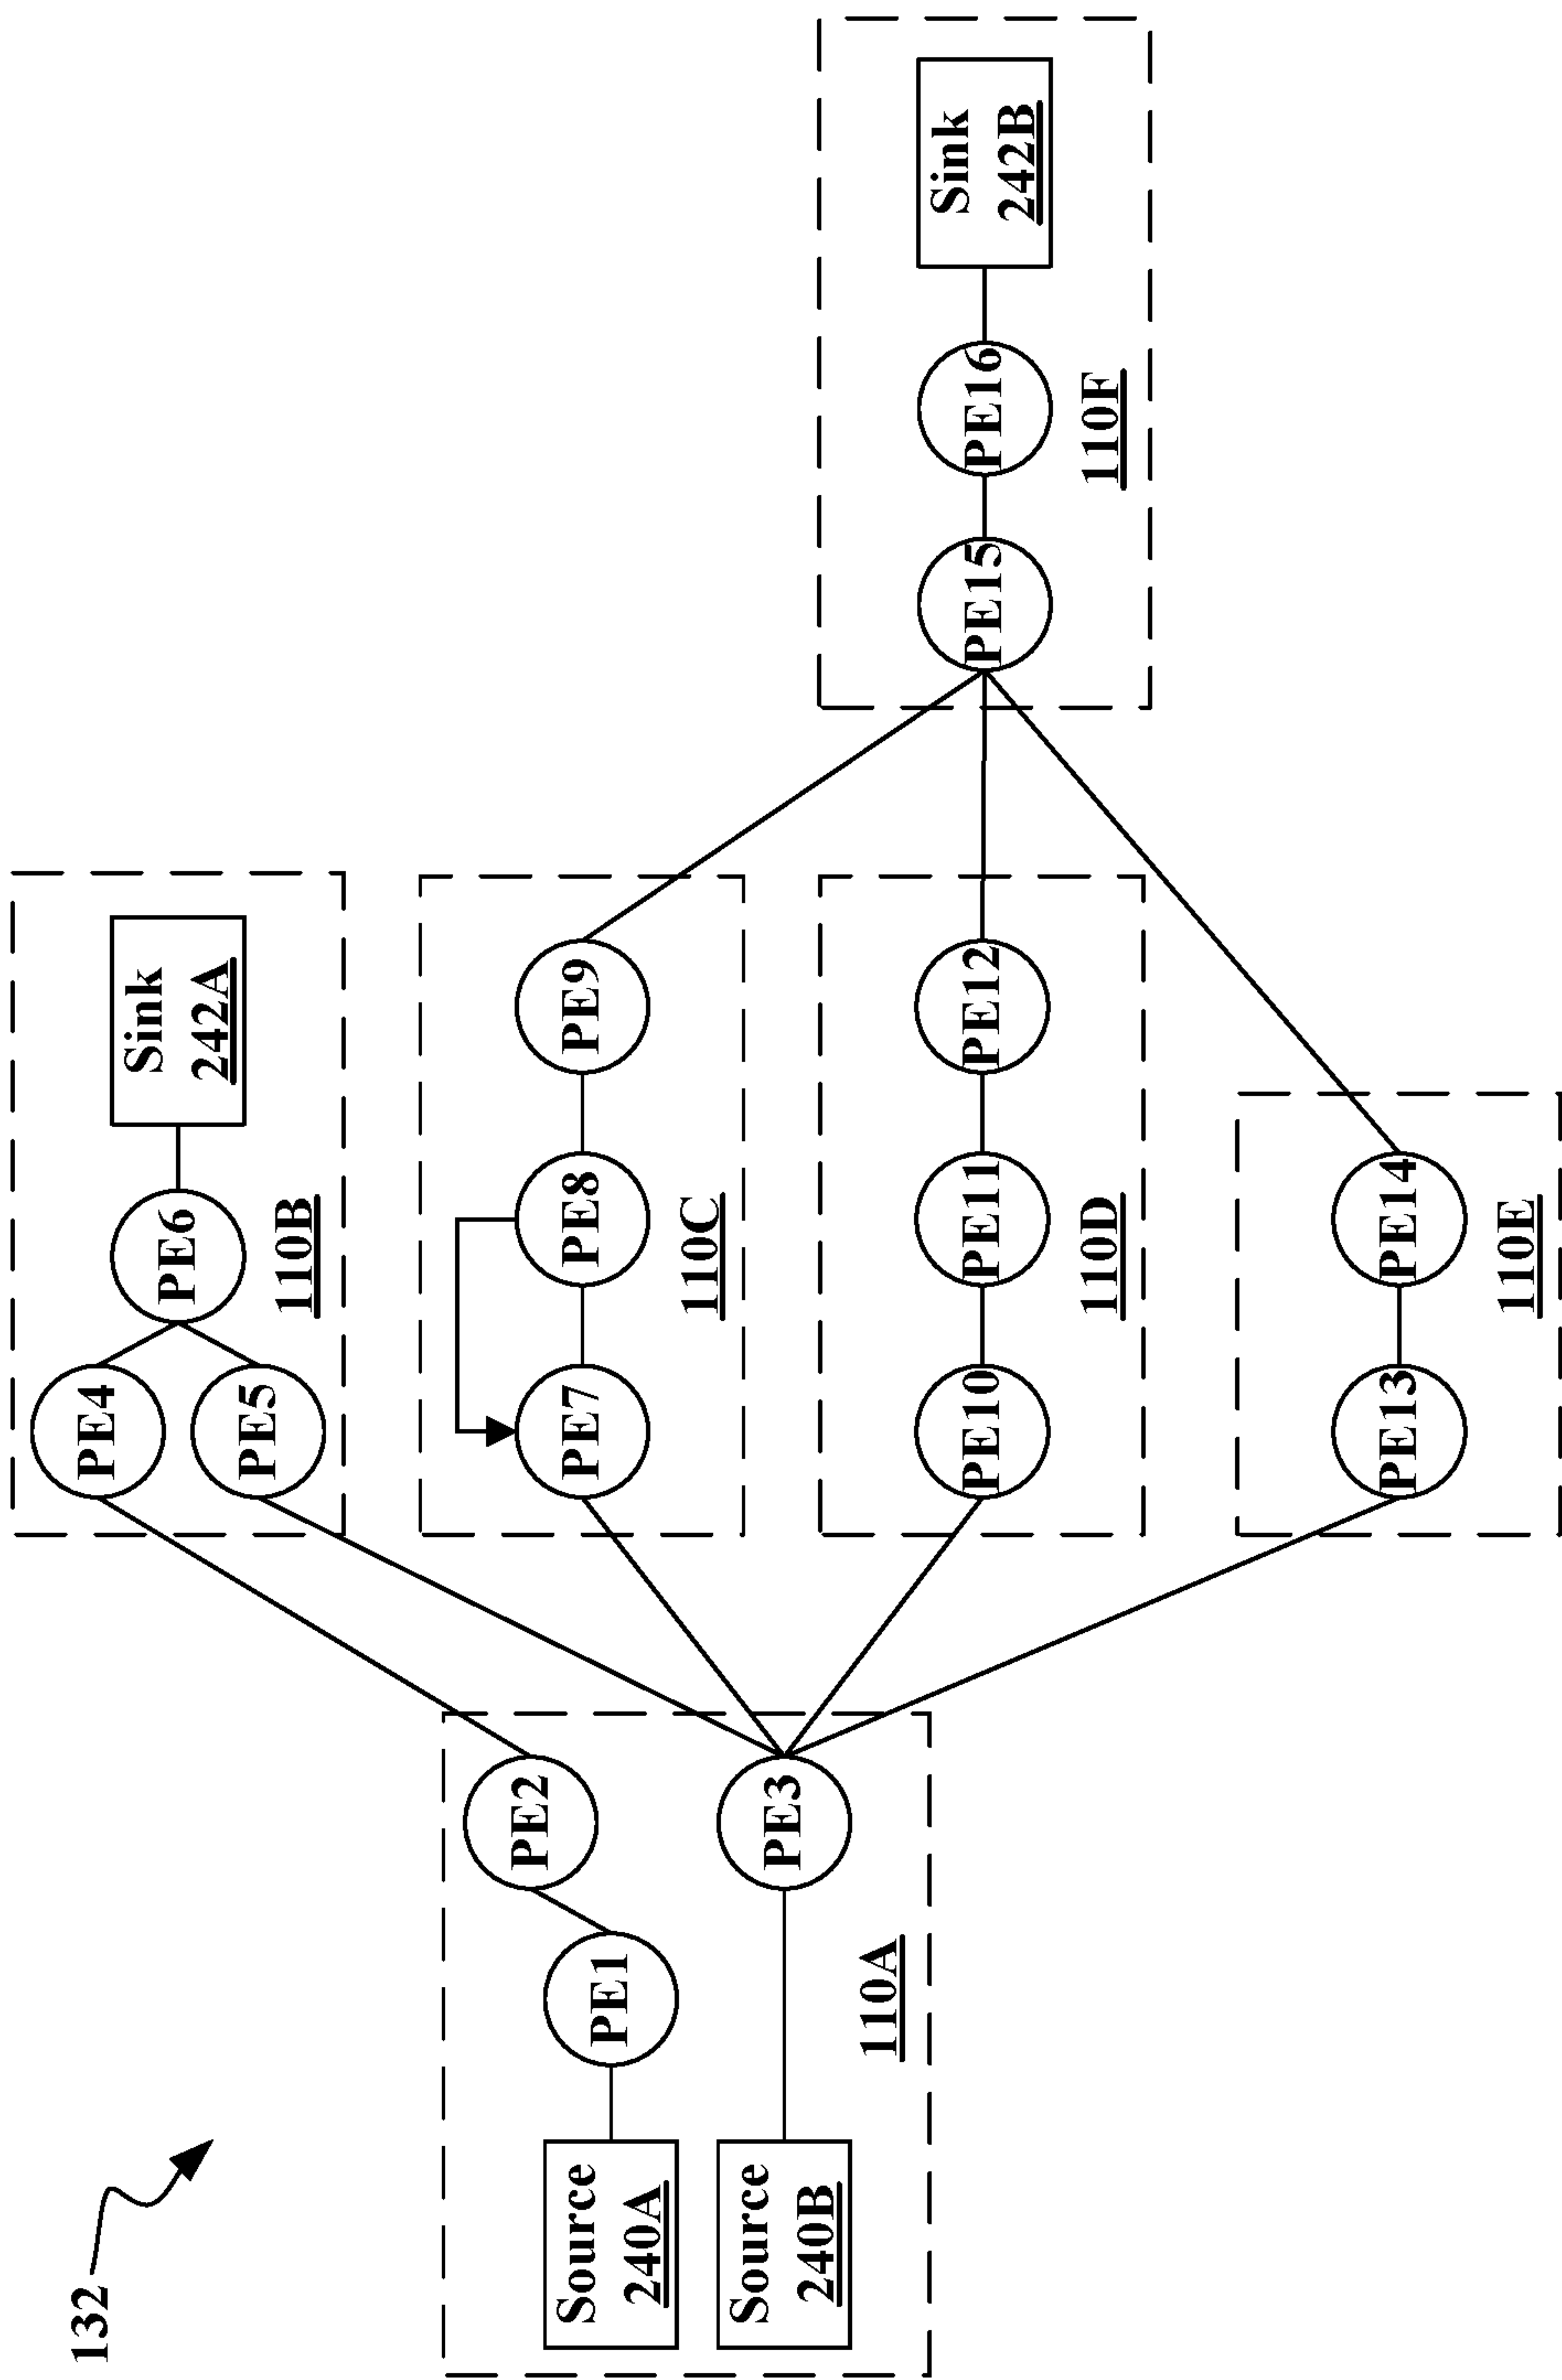 132
Source
240A
Source
240B
PE1
PE2
PE3
110A
PE4
PE5
PE6
Sink
242A
110B
PE7
PE8
PE9
110C
PE10
PE11
PE12
110D
PE13
PE14
110E
PE15
PE16
Sink
242B
110F